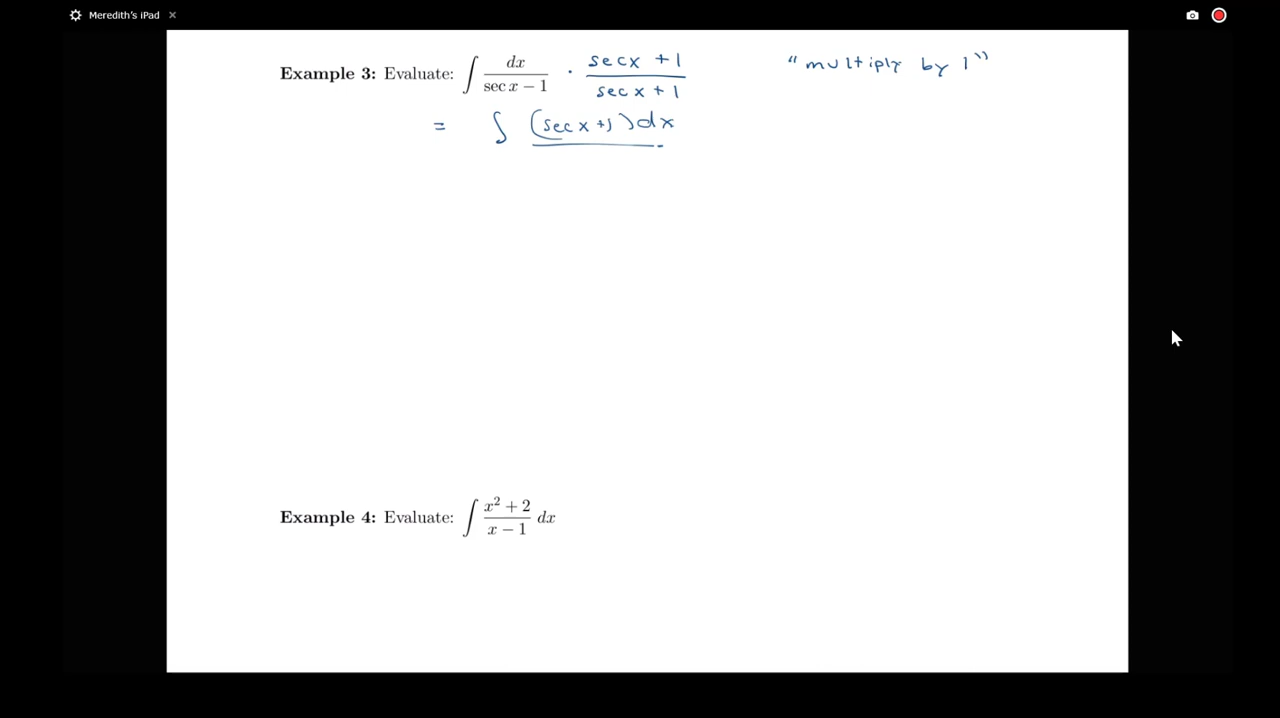 Meredith's iPad
Example 3: Evaluate: ∫ dx / (sec x − 1) · (sec x + 1) / (sec x + 1) "multiply by 1"
= ∫ (sec x + 1) dx
Example 4: Evaluate: ∫ (x² + 2) / (x − 1) dx